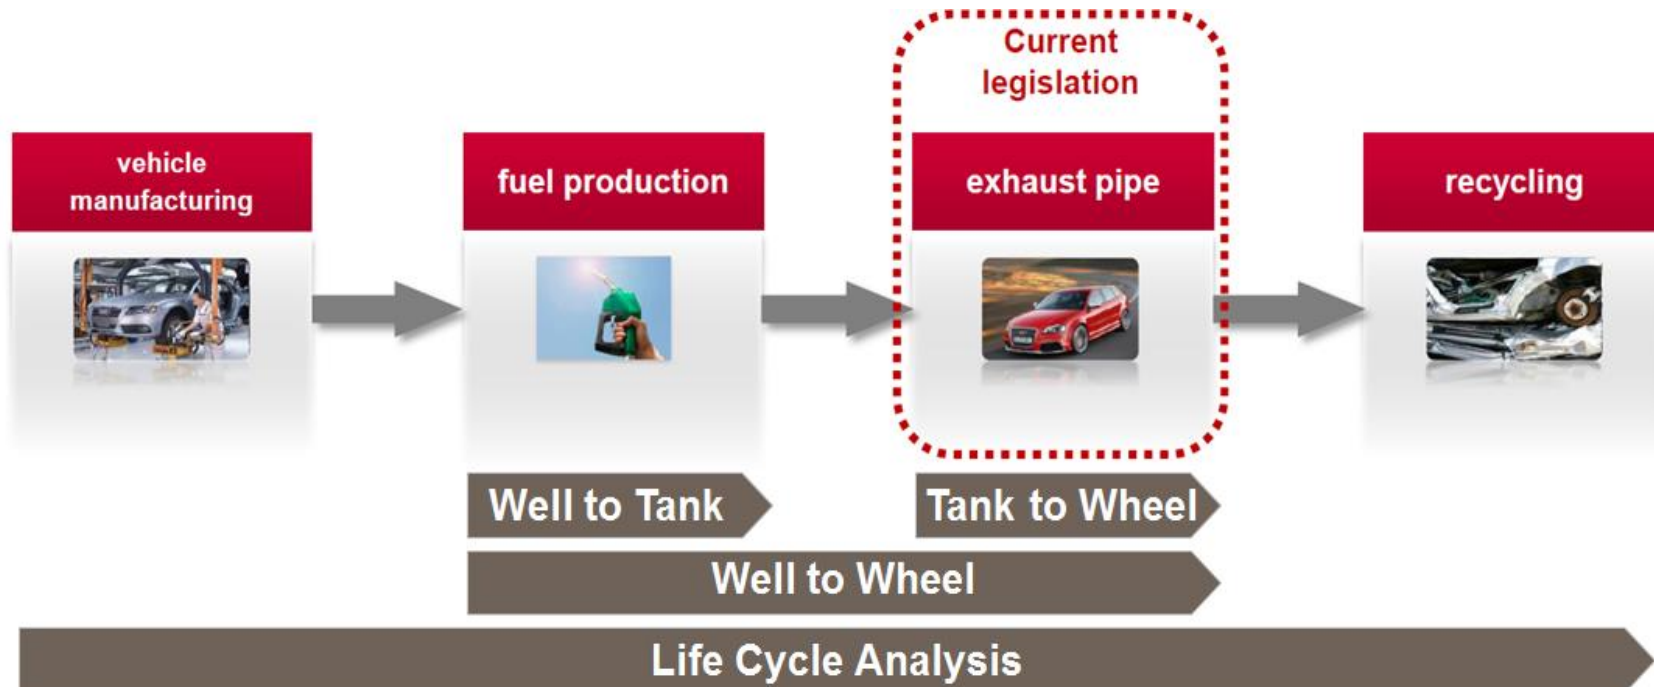 Current
legislation
vehicle
manufacturing
fuel production
exhaust pipe
recycling
Well to Tank
Tank to Wheel
Well to Wheel
Life Cycle Analysis